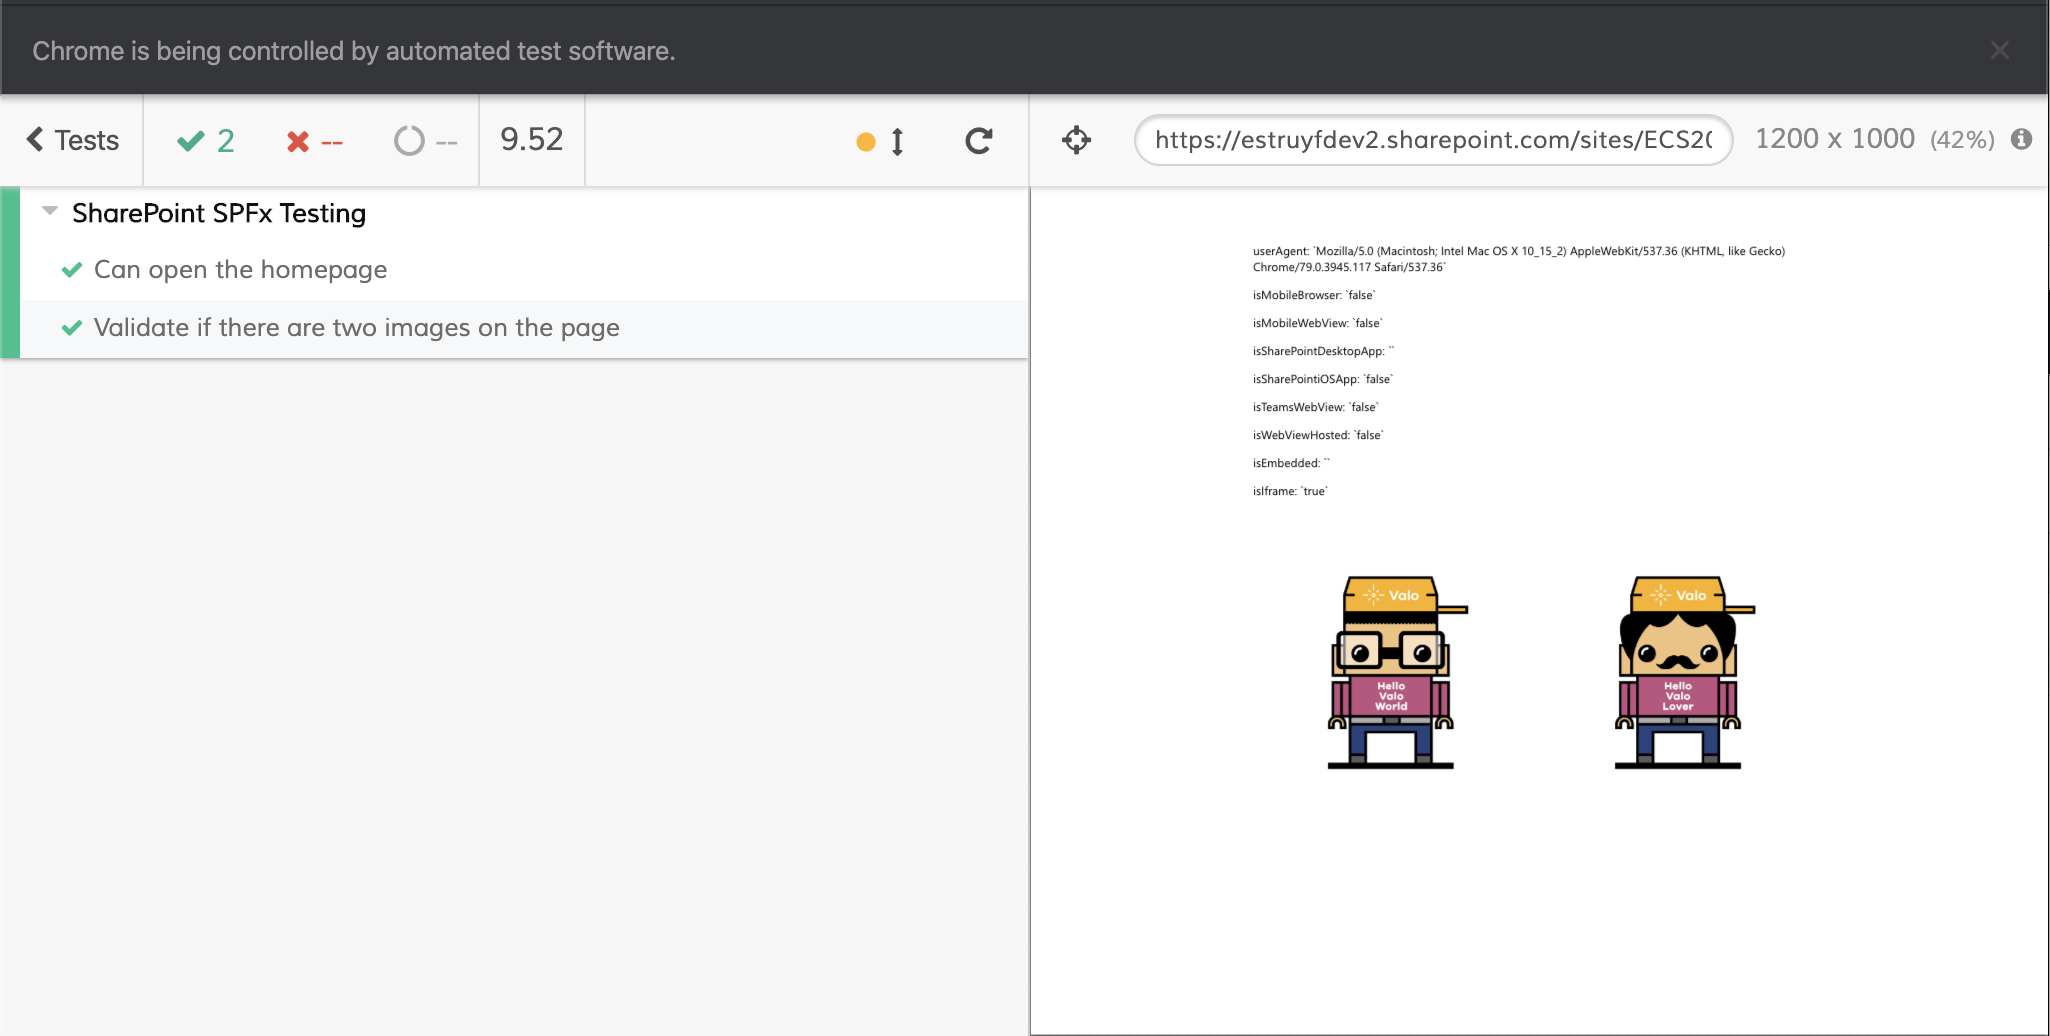 Chrome is being controlled by automated test software.
Tests
2
--
--
9.52
https://estruyfdev2.sharepoint.com/sites/ECS20
1200 x 1000 (42%)
SharePoint SPFx Testing
Can open the homepage
Validate if there are two images on the page
userAgent: `Mozilla/5.0 (Macintosh; Intel Mac OS X 10_15_2) AppleWebKit/537.36 (KHTML, like Gecko)
Chrome/79.0.3945.117 Safari/537.36`
isMobileBrowser: `false`
isMobileWebView: `false`
isSharePointDesktopApp: ``
isSharePointiOSApp: `false`
isTeamsWebView: `false`
isWebViewHosted: `false`
isEmbedded: ``
isIframe: `true`
Valo
Hello
Valo
World
Valo
Hello
Valo
Lover